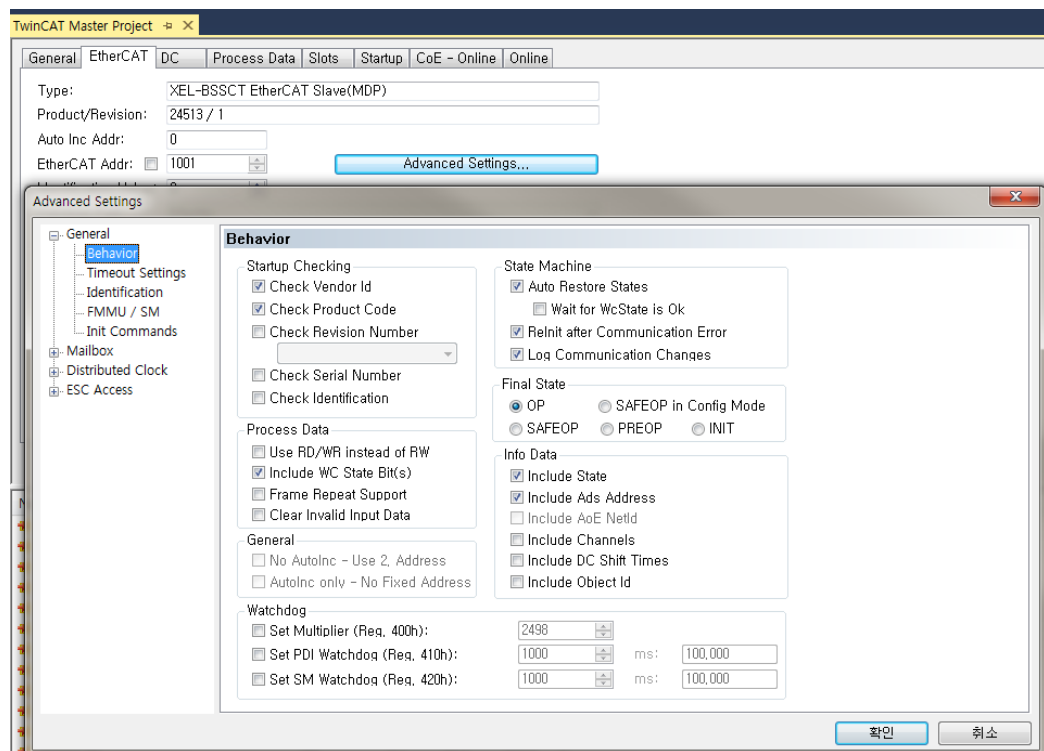 TwinCAT Master Project
General EtherCAT DC Process Data Slots Startup CoE - Online Online
Type: XEL-BSSCT EtherCAT Slave(MDP)
Product/Revision: 24513 / 1
Auto Inc Addr: 0
EtherCAT Addr: 1001 Advanced Settings...
Advanced Settings
General
Behavior
Timeout Settings
Identification
FMMU / SM
Init Commands
Mailbox
Distributed Clock
ESC Access
Behavior
Startup Checking
Check Vendor Id
Check Product Code
Check Revision Number
Check Serial Number
Check Identification
Process Data
Use RD/WR instead of RW
Include WC State Bit(s)
Frame Repeat Support
Clear Invalid Input Data
General
No AutoInc - Use 2. Address
AutoInc only - No Fixed Address
State Machine
Auto Restore States
Wait for WcState is Ok
ReInit after Communication Error
Log Communication Changes
Final State
OP SAFEOP in Config Mode
SAFEOP PREOP INIT
Info Data
Include State
Include Ads Address
Include AoE NetId
Include Channels
Include DC Shift Times
Include Object Id
Watchdog
Set Multiplier (Reg. 400h): 2498
Set PDI Watchdog (Reg. 410h): 1000 ms: 100,000
Set SM Watchdog (Reg. 420h): 1000 ms: 100,000
확인 취소